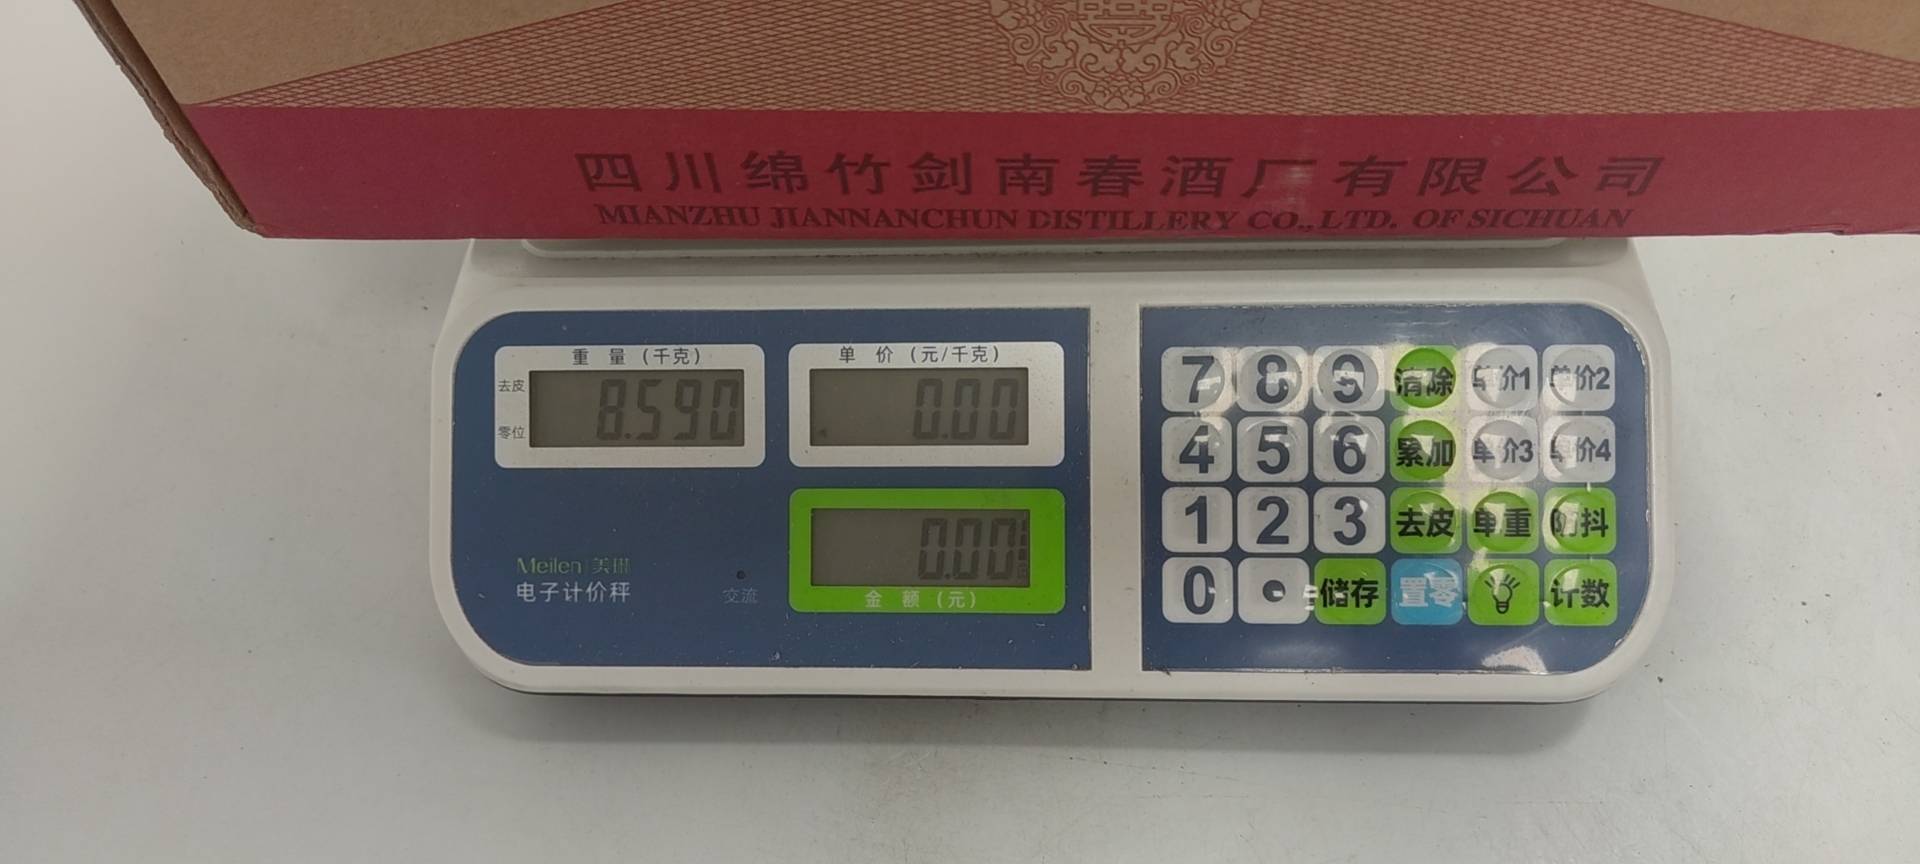 四川绵竹剑南春酒厂有限公司
MIANZHU JIANNANCHUN DISTILLERY CO.,LTD. OF SICHUAN
重 量 (千克)
去皮
零位
8.590
单 价 (元/千克)
0.00
0.00
金 额 (元)
Meilen 美琳
电子计价秤
交流
7 8 9 清除 单价1 单价2
4 5 6 累加 单价3 单价4
1 2 3 去皮 单重 防抖
0 . 储存 置零 计数